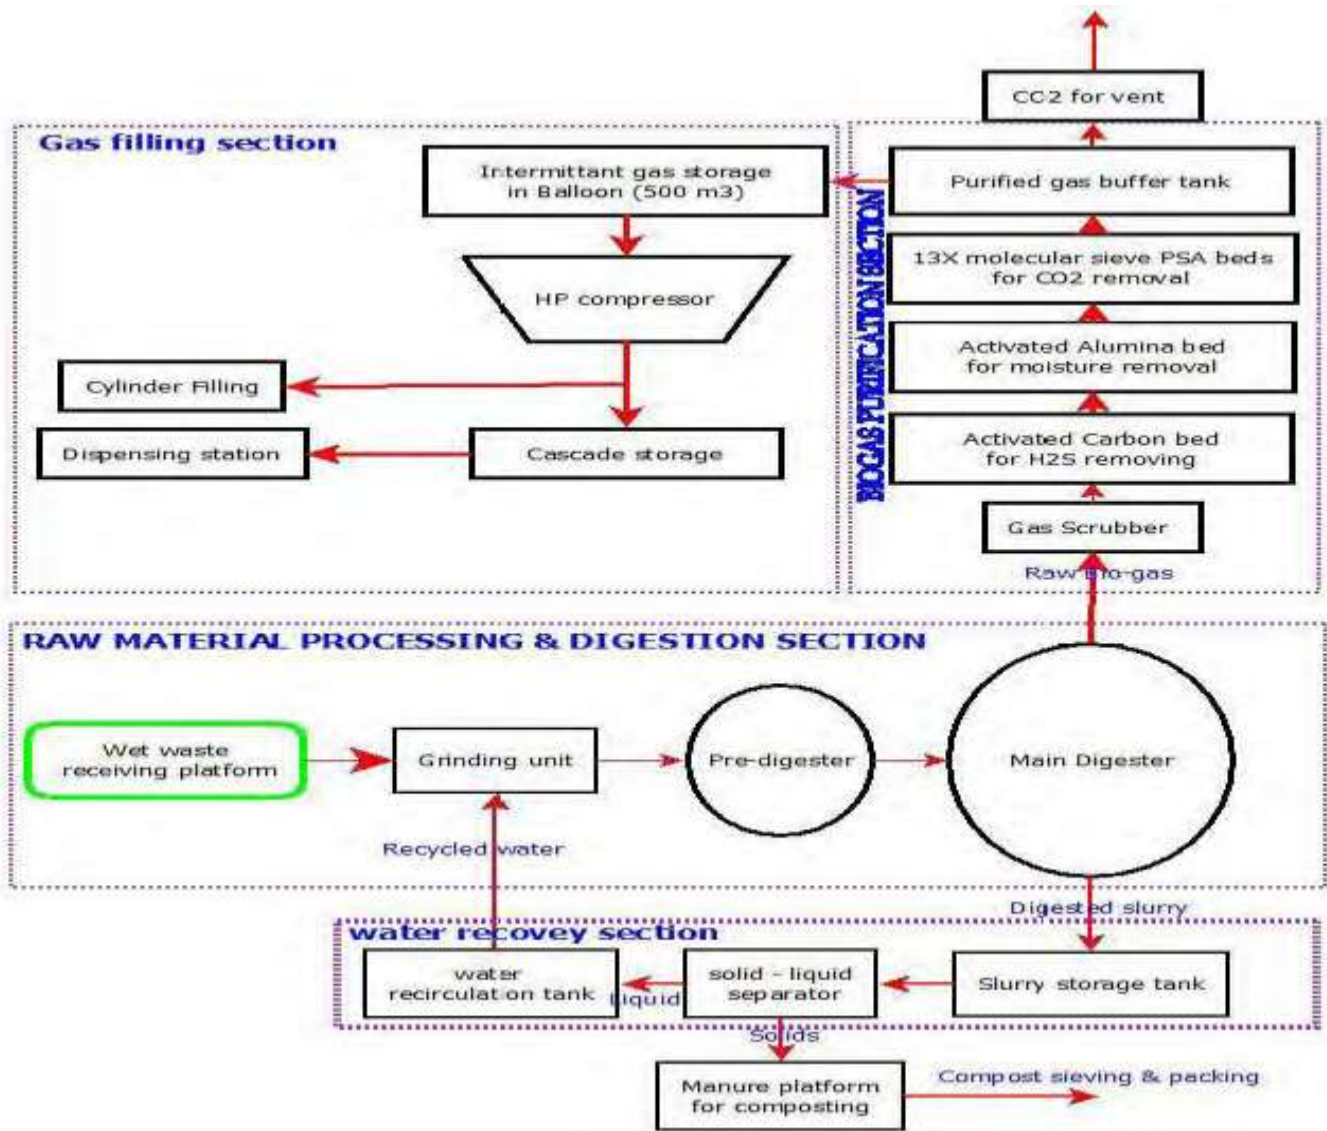 CO2 for vent
Gas filling section
Intermittant gas storage
in Balloon (500 m3)
Purified gas buffer tank
BIOGAS PURIFICATION SECTION
13X molecular sieve PSA beds
for CO2 removal
HP compressor
Activated Alumina bed
for moisture removal
Cylinder Filling
Activated Carbon bed
for H2S removing
Dispensing station
Cascade storage
Gas Scrubber
Raw Bio-gas
RAW MATERIAL PROCESSING & DIGESTION SECTION
Wet waste
receiving platform
Grinding unit
Pre-digester
Main Digester
Recycled water
Digested slurry
water recovey section
water
recirculation tank
Liquid
solid - liquid
separator
Slurry storage tank
Solids
Manure platform
for composting
Compost sieving & packing